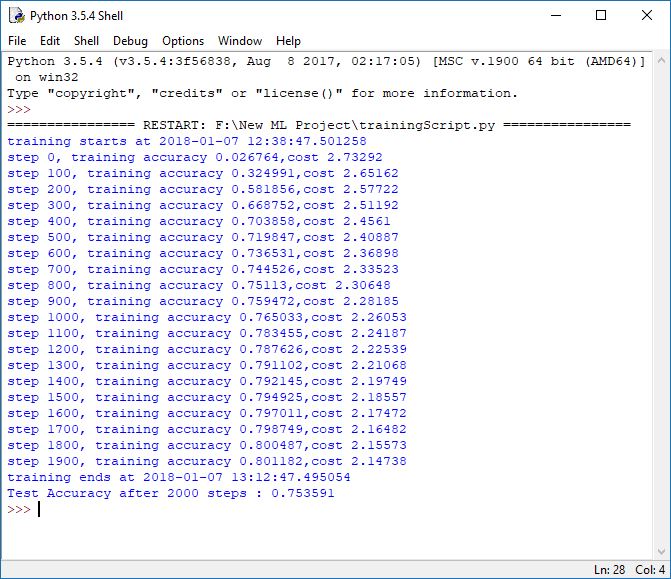 Python 3.5.4 Shell
File Edit Shell Debug Options Window Help
Python 3.5.4 (v3.5.4:3f56838, Aug  8 2017, 02:17:05) [MSC v.1900 64 bit (AMD64)]
 on win32
Type "copyright", "credits" or "license()" for more information.
>>>
================ RESTART: F:\New ML Project\trainingScript.py ================
training starts at 2018-01-07 12:38:47.501258
step 0, training accuracy 0.026764,cost 2.73292
step 100, training accuracy 0.324991,cost 2.65162
step 200, training accuracy 0.581856,cost 2.57722
step 300, training accuracy 0.668752,cost 2.51192
step 400, training accuracy 0.703858,cost 2.4561
step 500, training accuracy 0.719847,cost 2.40887
step 600, training accuracy 0.736531,cost 2.36898
step 700, training accuracy 0.744526,cost 2.33523
step 800, training accuracy 0.75113,cost 2.30648
step 900, training accuracy 0.759472,cost 2.28185
step 1000, training accuracy 0.765033,cost 2.26053
step 1100, training accuracy 0.783455,cost 2.24187
step 1200, training accuracy 0.787626,cost 2.22539
step 1300, training accuracy 0.791102,cost 2.21068
step 1400, training accuracy 0.792145,cost 2.19749
step 1500, training accuracy 0.794925,cost 2.18557
step 1600, training accuracy 0.797011,cost 2.17472
step 1700, training accuracy 0.798749,cost 2.16482
step 1800, training accuracy 0.800487,cost 2.15573
step 1900, training accuracy 0.801182,cost 2.14738
training ends at 2018-01-07 13:12:47.495054
Test Accuracy after 2000 steps : 0.753591
>>>
Ln: 28 Col: 4